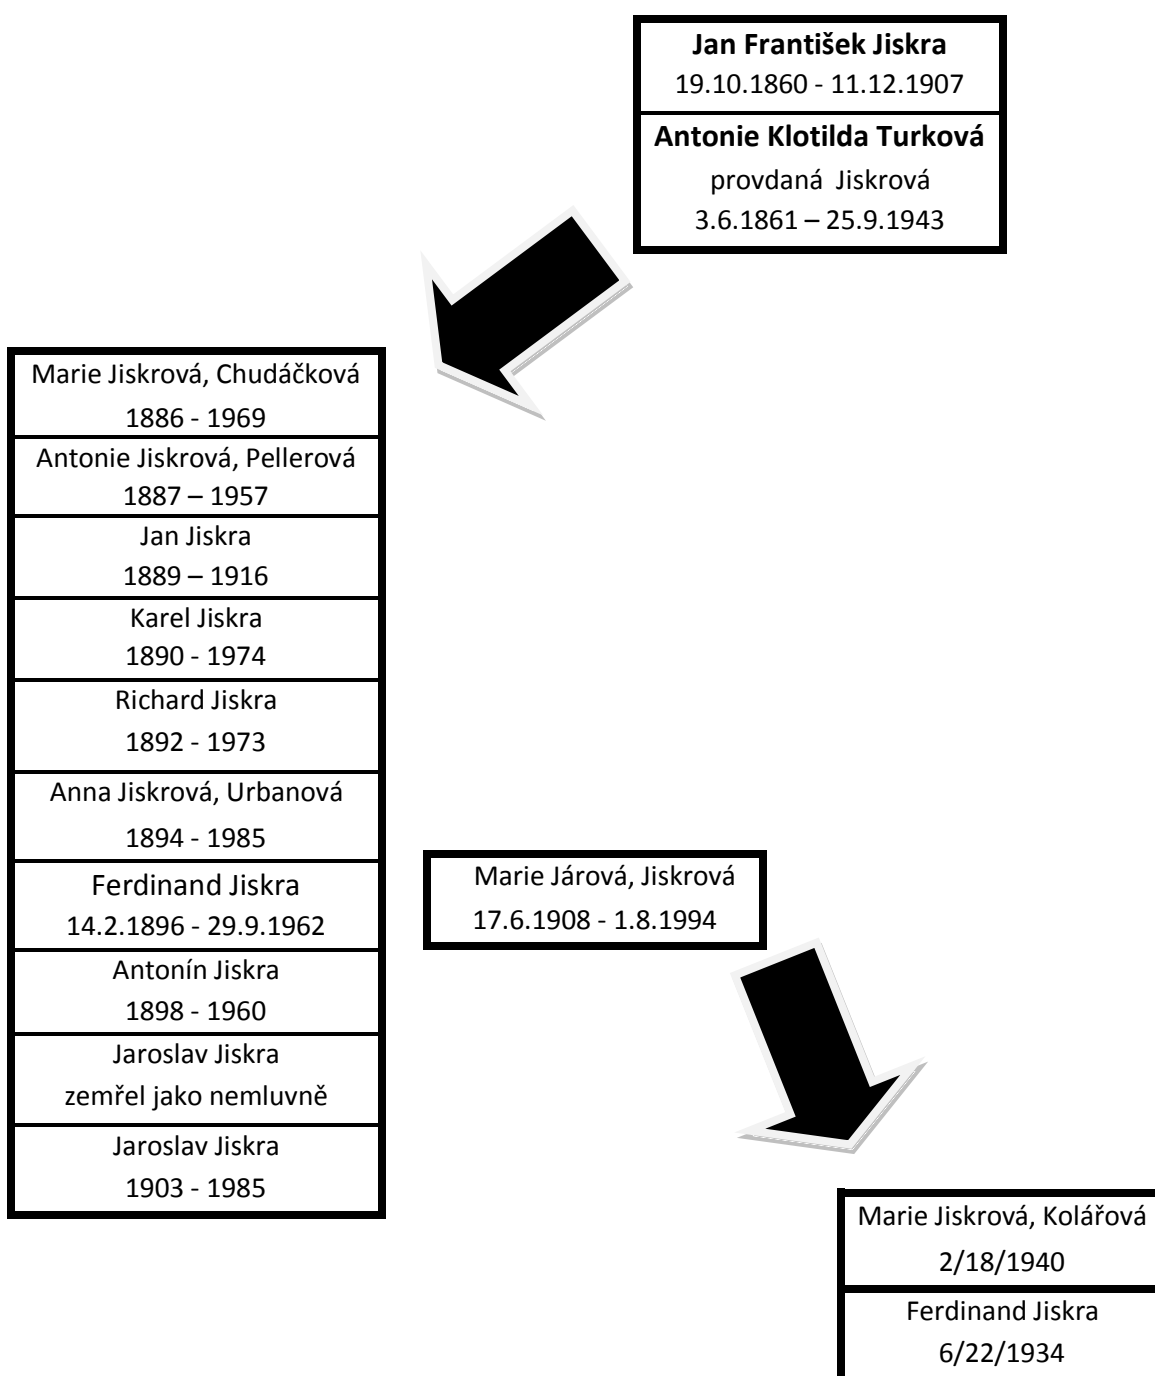 Jan František Jiskra
19.10.1860 - 11.12.1907
Antonie Klotilda Turková
provdaná Jiskrová
3.6.1861 – 25.9.1943
Marie Jiskrová, Chudáčková
1886 - 1969
Antonie Jiskrová, Pellerová
1887 – 1957
Jan Jiskra
1889 – 1916
Karel Jiskra
1890 - 1974
Richard Jiskra
1892 - 1973
Anna Jiskrová, Urbanová
1894 - 1985
Ferdinand Jiskra
14.2.1896 - 29.9.1962
Antonín Jiskra
1898 - 1960
Jaroslav Jiskra
zemřel jako nemluvně
Jaroslav Jiskra
1903 - 1985
Marie Járová, Jiskrová
17.6.1908 - 1.8.1994
Marie Jiskrová, Kolářová
2/18/1940
Ferdinand Jiskra
6/22/1934